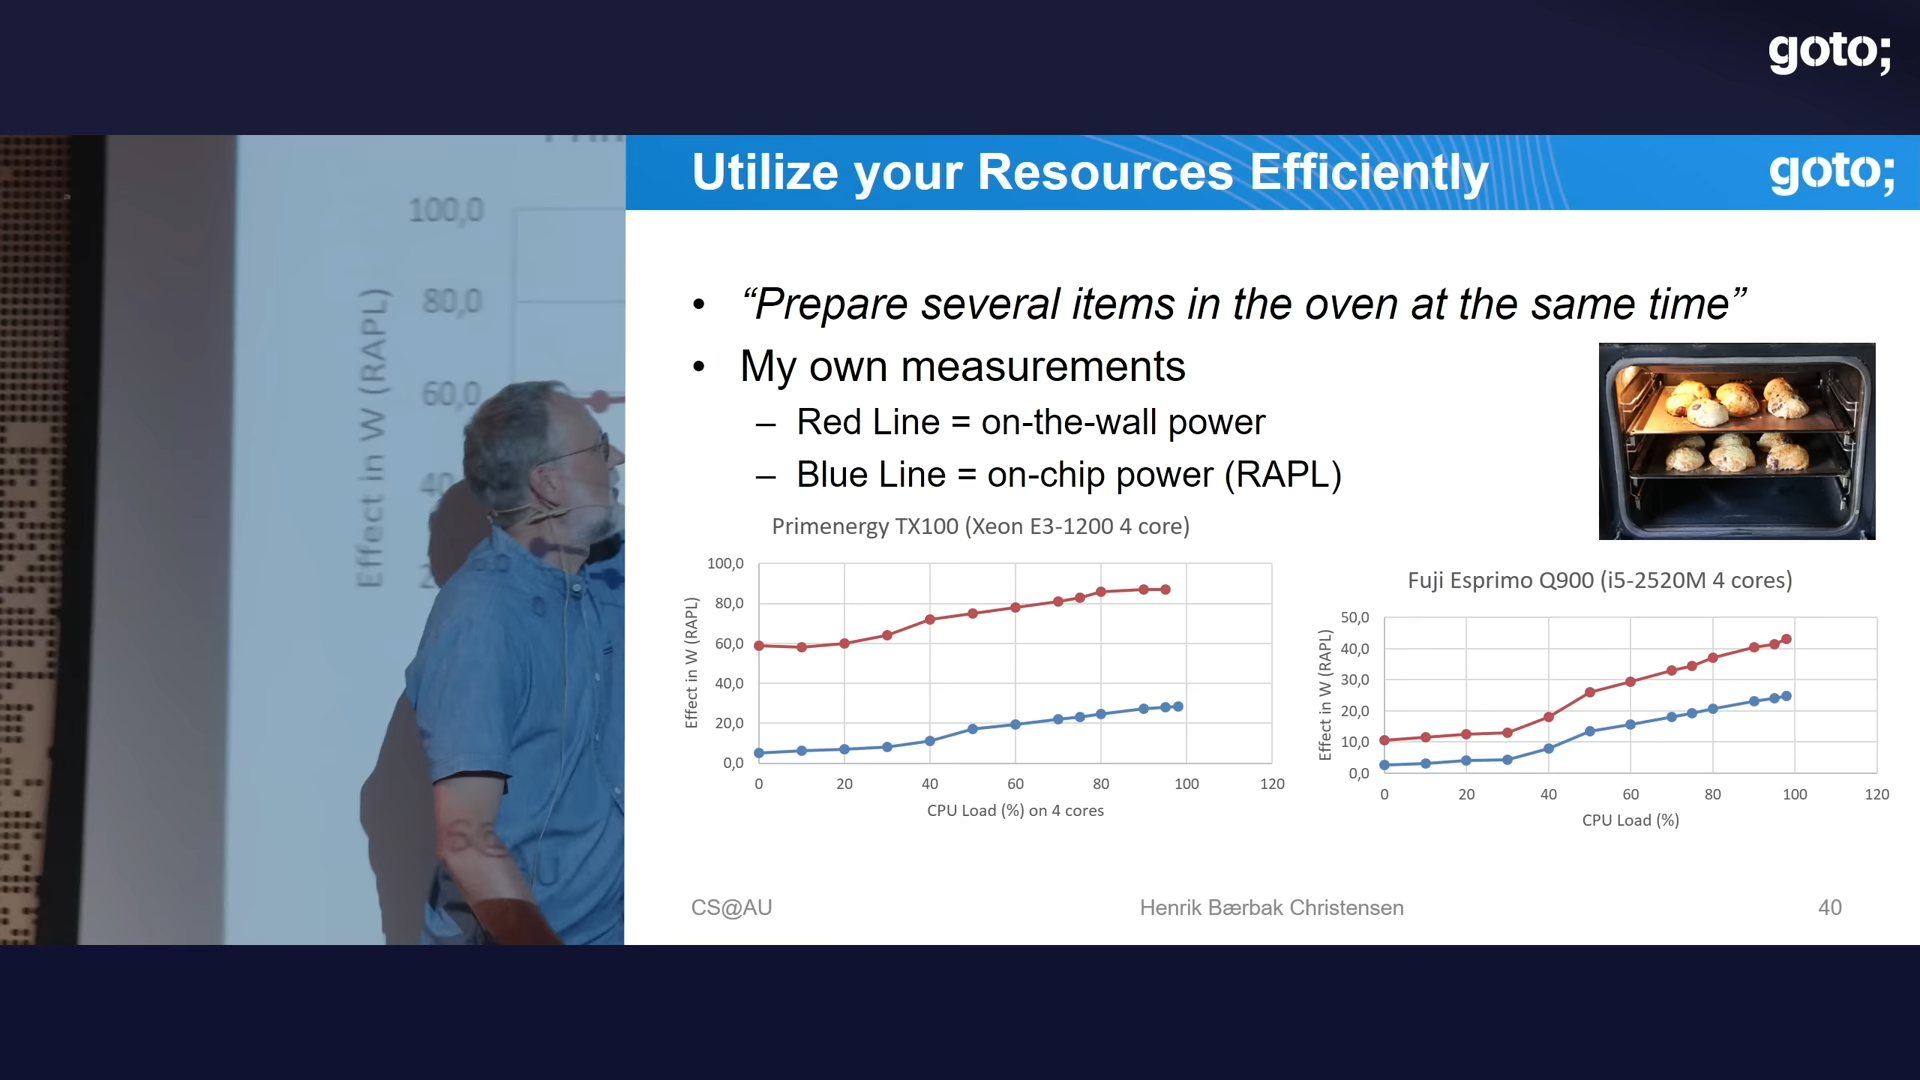 goto;
Utilize your Resources Efficiently
goto;
• “Prepare several items in the oven at the same time”
• My own measurements
– Red Line = on-the-wall power
– Blue Line = on-chip power (RAPL)
Primenergy TX100 (Xeon E3-1200 4 core)
Effect in W (RAPL)
100,0
80,0
60,0
40,0
20,0
0,0
0 20 40 60 80 100 120
CPU Load (%) on 4 cores
Fuji Esprimo Q900 (i5-2520M 4 cores)
Effect in W (RAPL)
50,0
40,0
30,0
20,0
10,0
0,0
0 20 40 60 80 100 120
CPU Load (%)
CS@AU
Henrik Bærbak Christensen
40
Effect in W (RAPL)
100,0
80,0
60,0